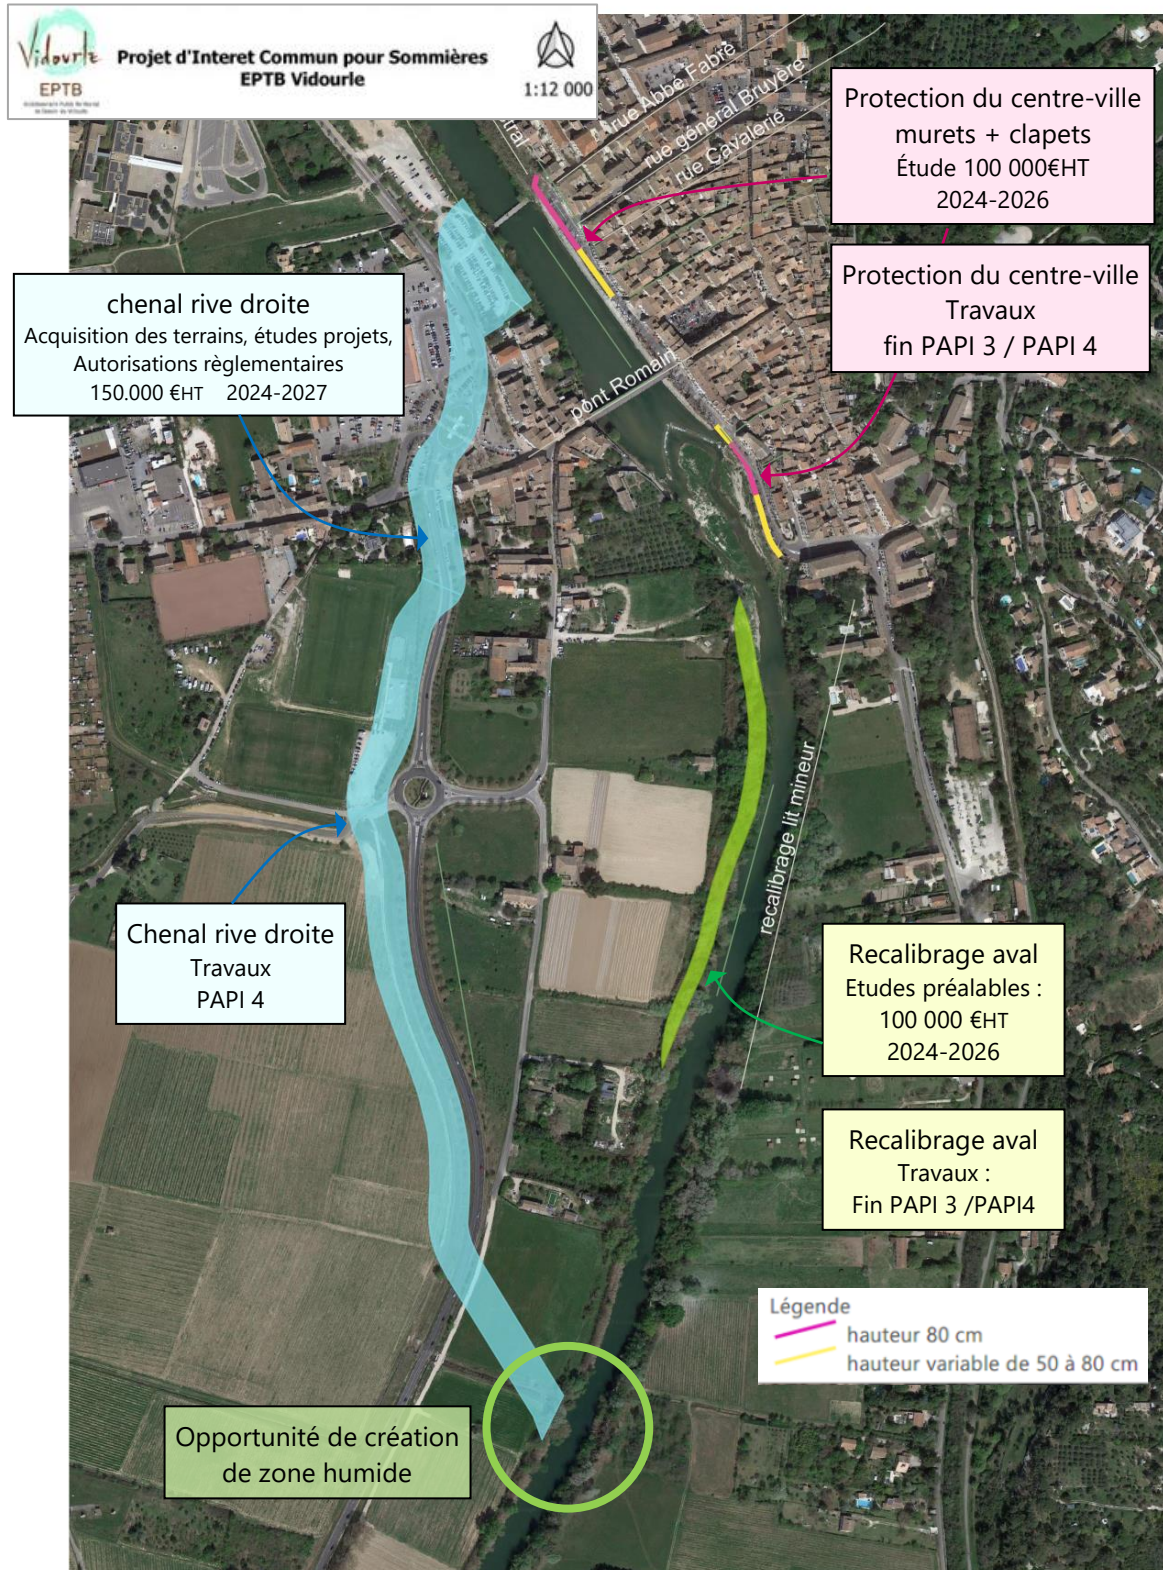 Vidourle
EPTB
Projet d'Interet Commun pour Sommières
EPTB Vidourle
1:12 000
rue Abbé Fabre
rue général Bruyère
rue Cavalerie
Protection du centre-ville
murets + clapets
Étude 100 000€HT
2024-2026
Protection du centre-ville
Travaux
fin PAPI 3 / PAPI 4
chenal rive droite
Acquisition des terrains, études projets,
Autorisations règlementaires
150.000 €HT 2024-2027
pont Romain
recalibrage lit mineur
Chenal rive droite
Travaux
PAPI 4
Recalibrage aval
Etudes préalables :
100 000 €HT
2024-2026
Recalibrage aval
Travaux :
Fin PAPI 3 /PAPI4
Légende
hauteur 80 cm
hauteur variable de 50 à 80 cm
Opportunité de création
de zone humide